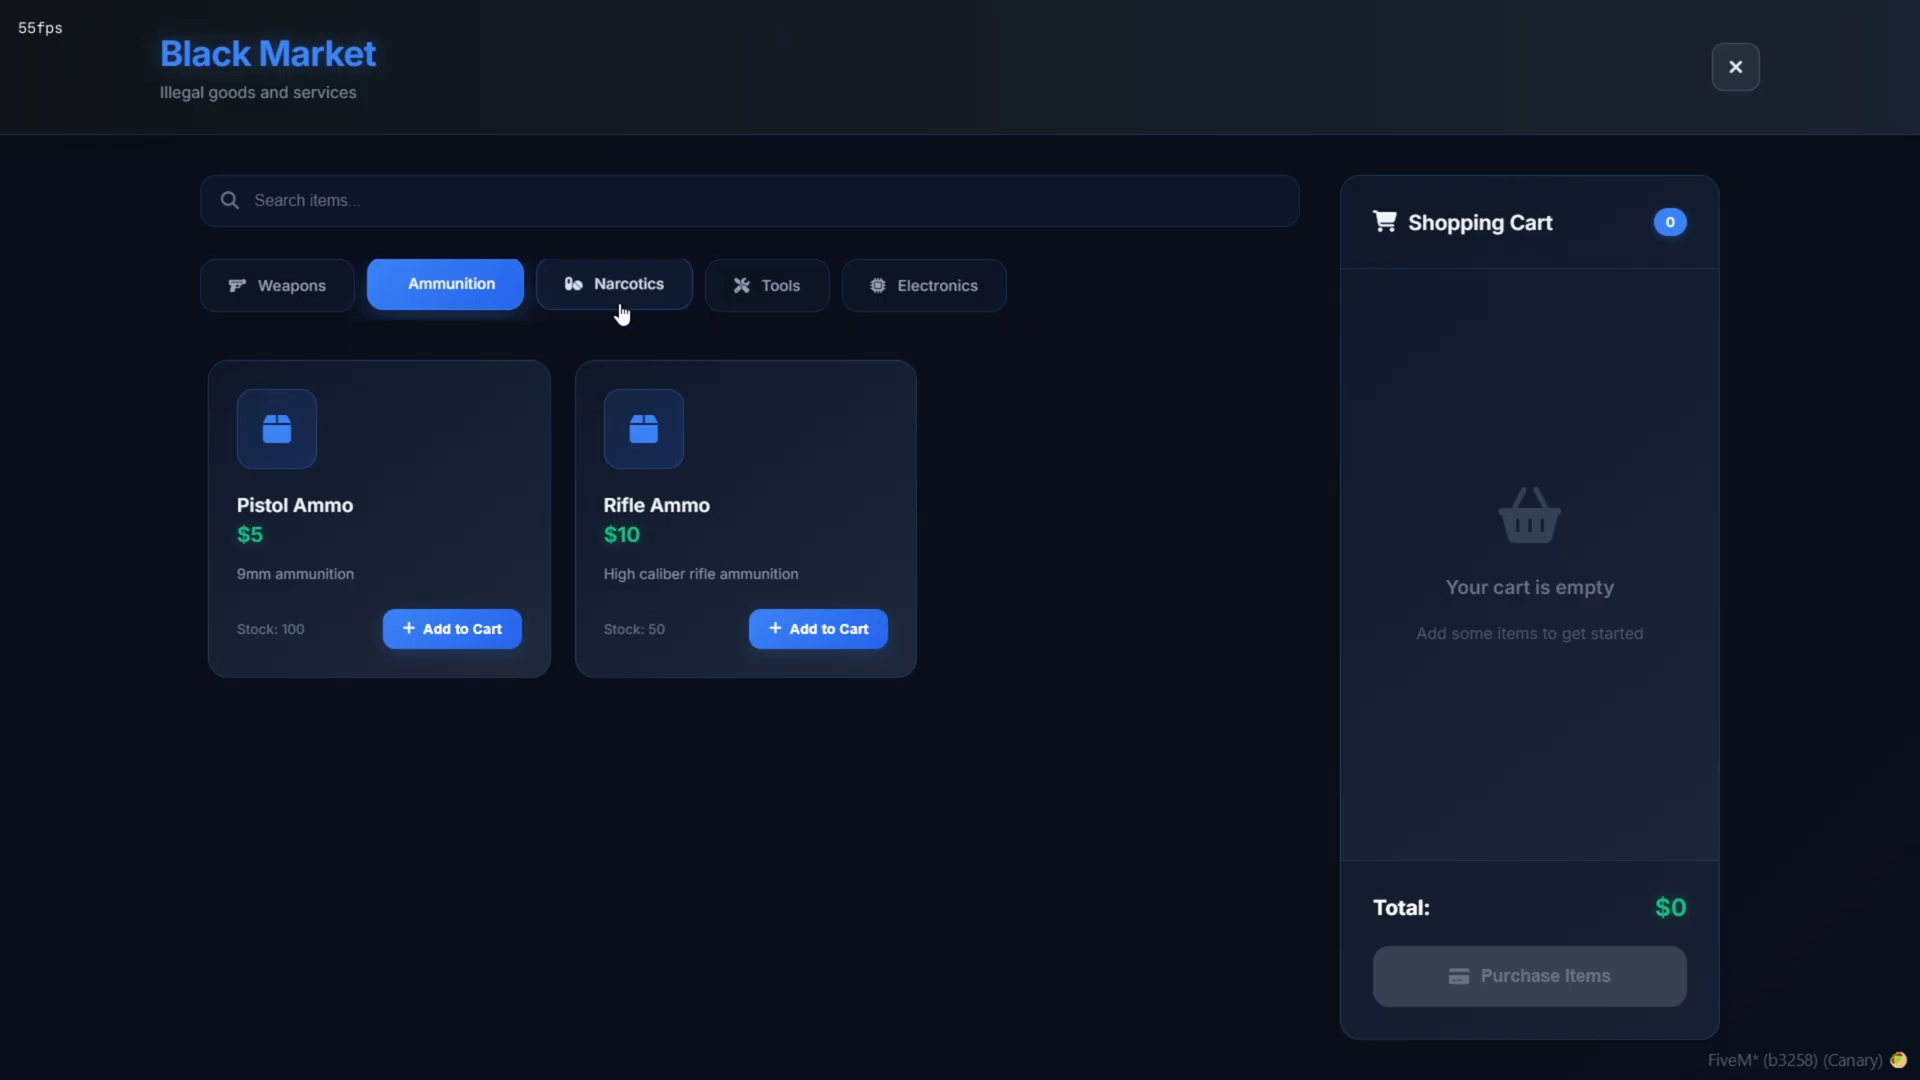 55fps
Black Market
Illegal goods and services
Search items...
Weapons
Ammunition
Narcotics
Tools
Electronics
Pistol Ammo
$5
9mm ammunition
Stock: 100
+ Add to Cart
Rifle Ammo
$10
High caliber rifle ammunition
Stock: 50
+ Add to Cart
Shopping Cart
0
Your cart is empty
Add some items to get started
Total:
$0
Purchase Items
FiveM* (b3258) (Canary)